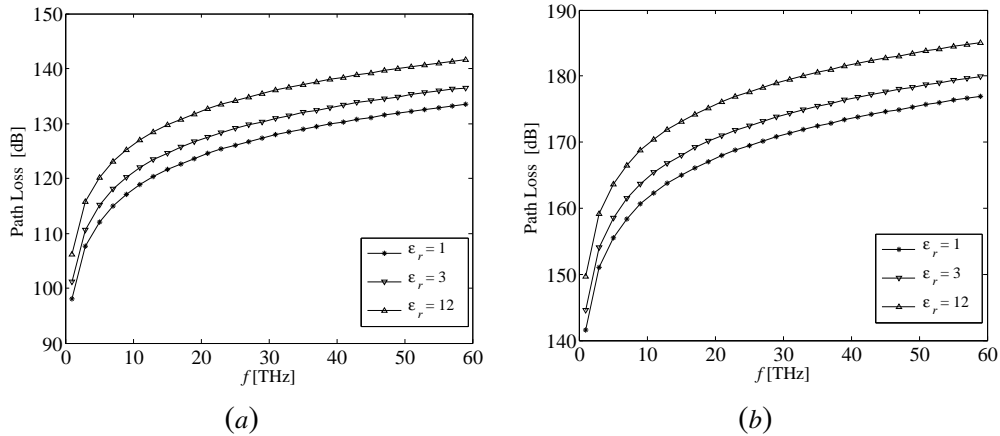 150
140
130
120
110
100
90
Path Loss [dB]
0 10 20 30 40 50 60
f [THz]
ε r = 1
ε r = 3
ε r = 12
(a)
190
180
170
160
150
140
Path Loss [dB]
0 10 20 30 40 50 60
f [THz]
ε r = 1
ε r = 3
ε r = 12
(b)